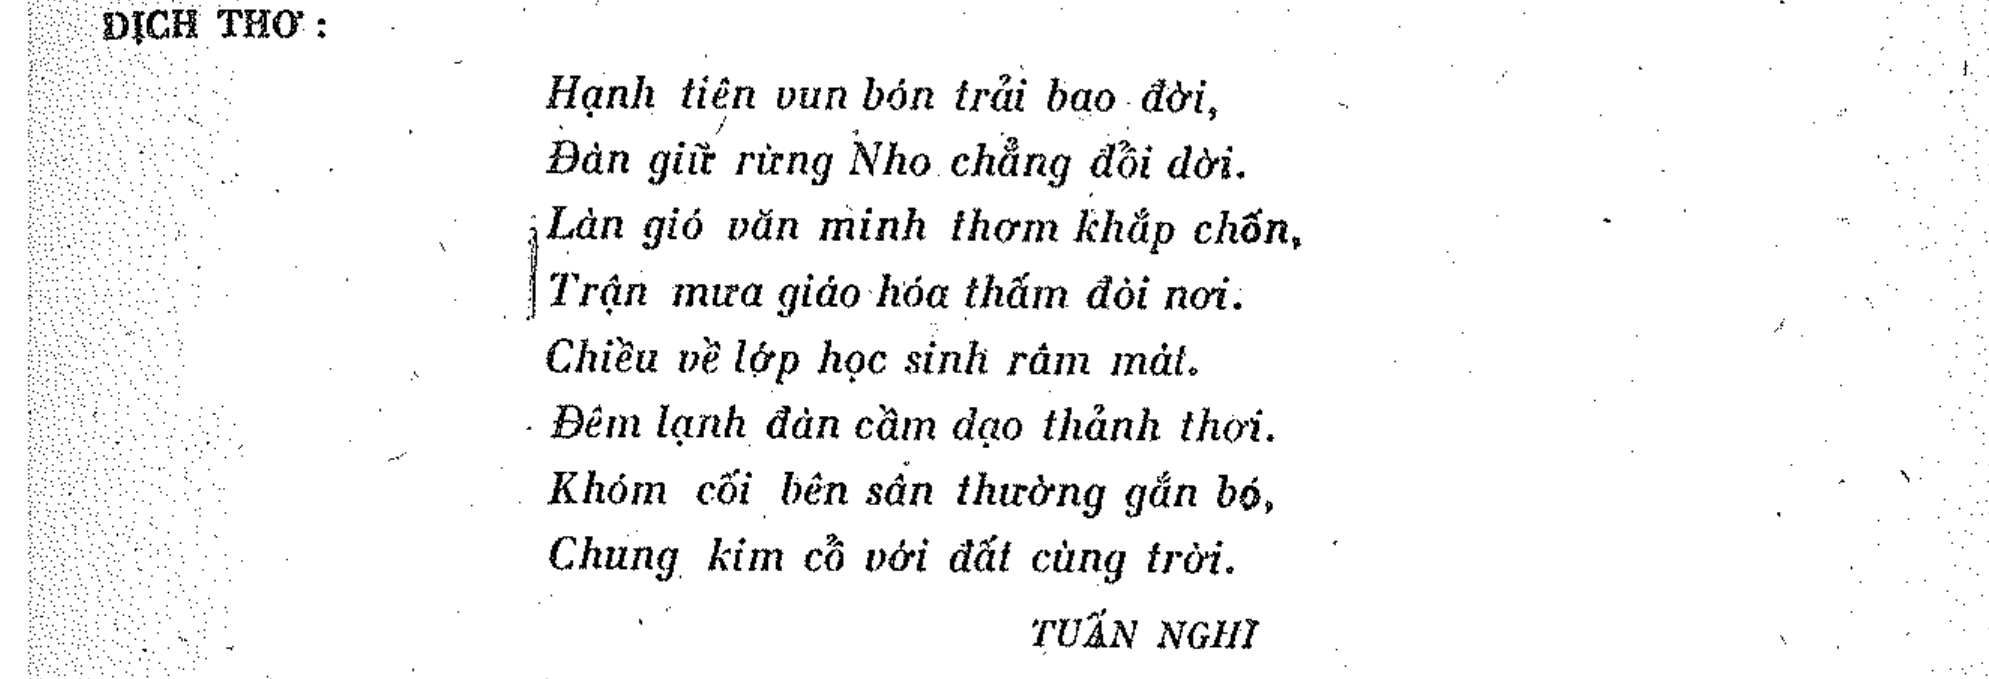 DỊCH THƠ :
Hạnh tiên vun bón trải bao đời,
Đàn giữ rừng Nho chẳng đổi dời.
Làn gió văn minh thơm khắp chốn,
Trận mưa giáo hóa thấm đòi nơi.
Chiều về lớp học sinh râm mát.
Đêm lạnh đàn cầm dạo thảnh thơi.
Khóm cỗi bên sân thường gắn bó,
Chung kim cổ với đất cùng trời.
TUẤN NGHĨ